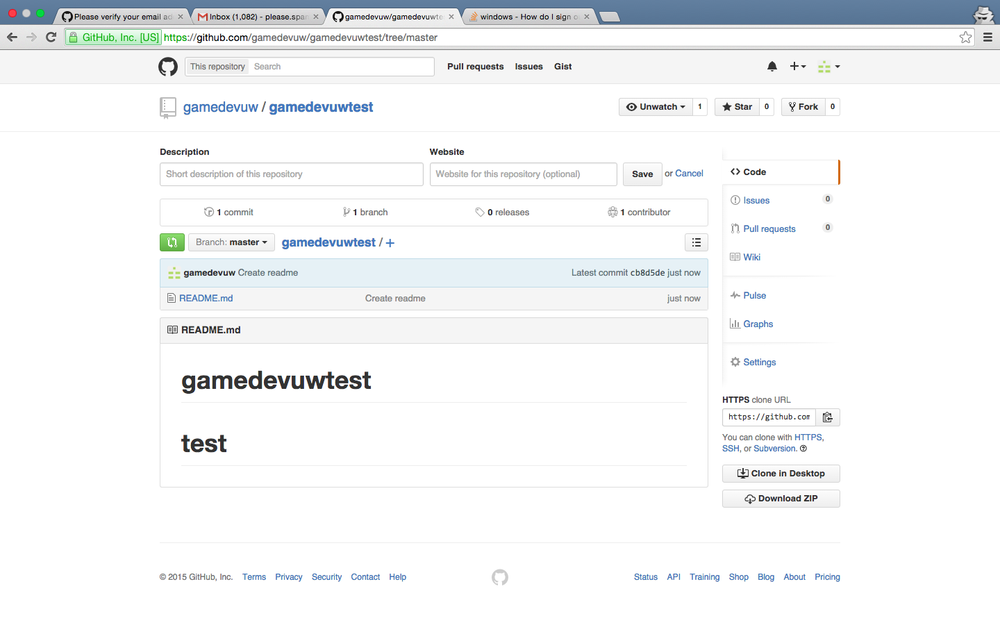 Please verify your email ad
Inbox (1,082) - please.spam
gamedevuw/gamedevuwtes
windows - How do I sign o
GitHub, Inc. [US] https://github.com/gamedevuw/gamedevuwtest/tree/master
This repository Search Pull requests Issues Gist
gamedevuw / gamedevuwtest Unwatch 1 Star 0 Fork 0
Description Website
Short description of this repository Website for this repository (optional) Save or Cancel
1 commit 1 branch 0 releases 1 contributor
Branch: master gamedevuwtest / +
gamedevuw Create readme Latest commit cb8d5de just now
README.md Create readme just now
README.md
gamedevuwtest
test
Code
Issues 0
Pull requests 0
Wiki
Pulse
Graphs
Settings
HTTPS clone URL
https://github.com
You can clone with HTTPS,
SSH, or Subversion.
Clone in Desktop
Download ZIP
© 2015 GitHub, Inc. Terms Privacy Security Contact Help Status API Training Shop Blog About Pricing